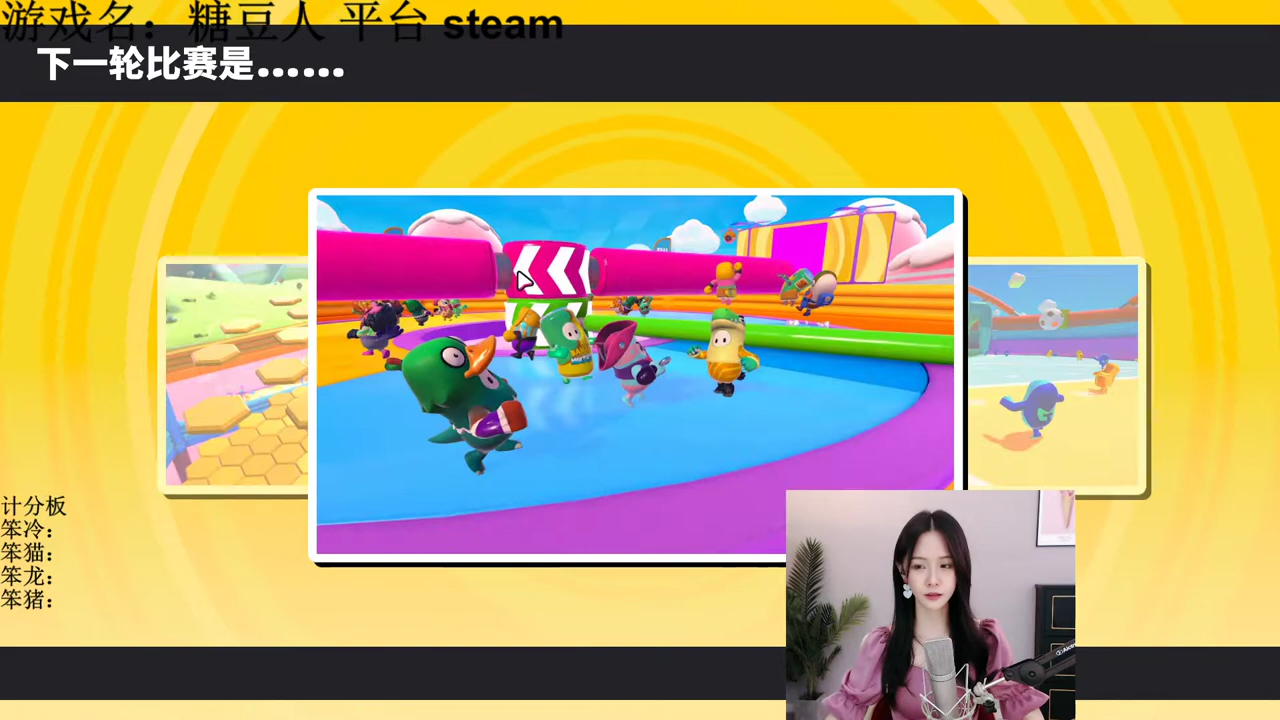 游戏名：糖豆人 平台 steam
下一轮比赛是……
计分板
笨冷：
笨猫：
笨龙：
笨猪：